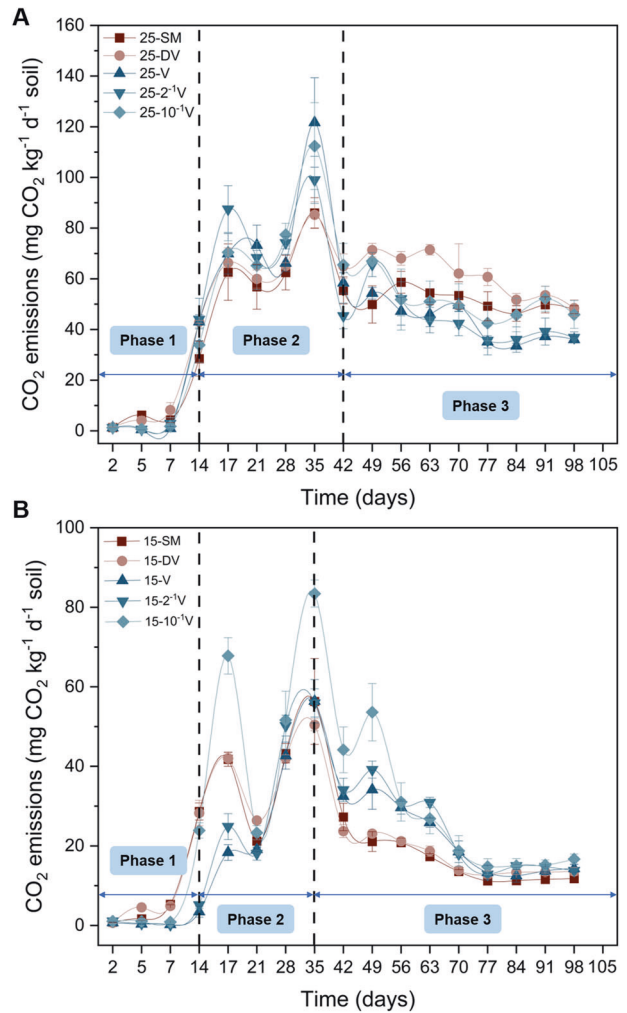 A
CO₂ emissions (mg CO₂ kg⁻¹ d⁻¹ soil)
160
140
120
100
80
60
40
20
0
25-SM
25-DV
25-V
25-2⁻¹V
25-10⁻¹V
Phase 1
Phase 2
Phase 3
2 5 7 14 17 21 28 35 42 49 56 63 70 77 84 91 98 105
Time (days)
B
CO₂ emissions (mg CO₂ kg⁻¹ d⁻¹ soil)
100
80
60
40
20
0
15-SM
15-DV
15-V
15-2⁻¹V
15-10⁻¹V
Phase 1
Phase 2
Phase 3
2 5 7 14 17 21 28 35 42 49 56 63 70 77 84 91 98 105
Time (days)